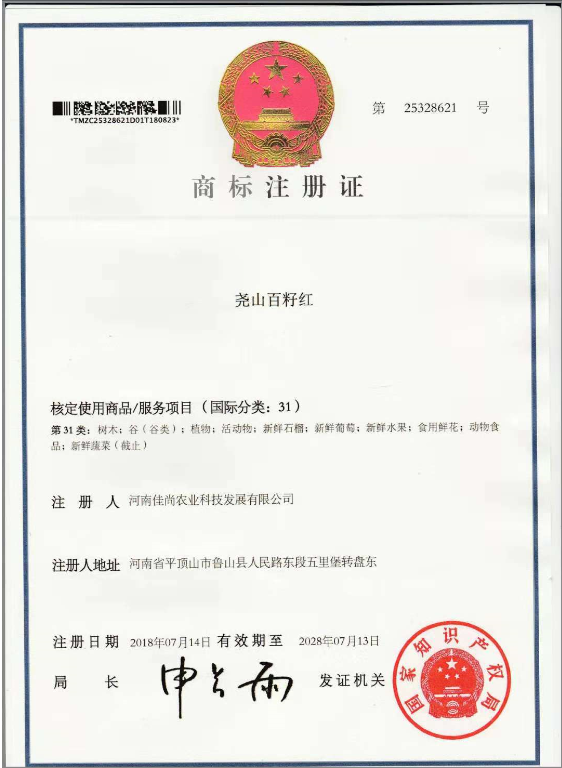 *TMZC25328621D01T180823*
第 25328621 号
商标注册证
尧山百籽红
核定使用商品/服务项目（国际分类：31）
第31类：树木；谷（谷类）；植物；活动物；新鲜石榴；新鲜葡萄；新鲜水果；食用鲜花；动物食
品；新鲜蔬菜（截止）
注册人 河南佳尚农业科技发展有限公司
注册人地址 河南省平顶山市鲁山县人民路东段五里堡转盘东
注册日期 2018年07月14日 有效期至 2028年07月13日
局长 申长雨 发证机关
国家知识产权局